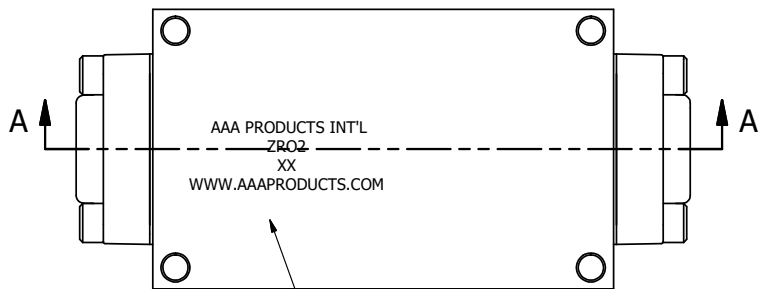 A A
AAA PRODUCTS INT'L
ZRO2
XX
WWW.AAAPRODUCTS.COM